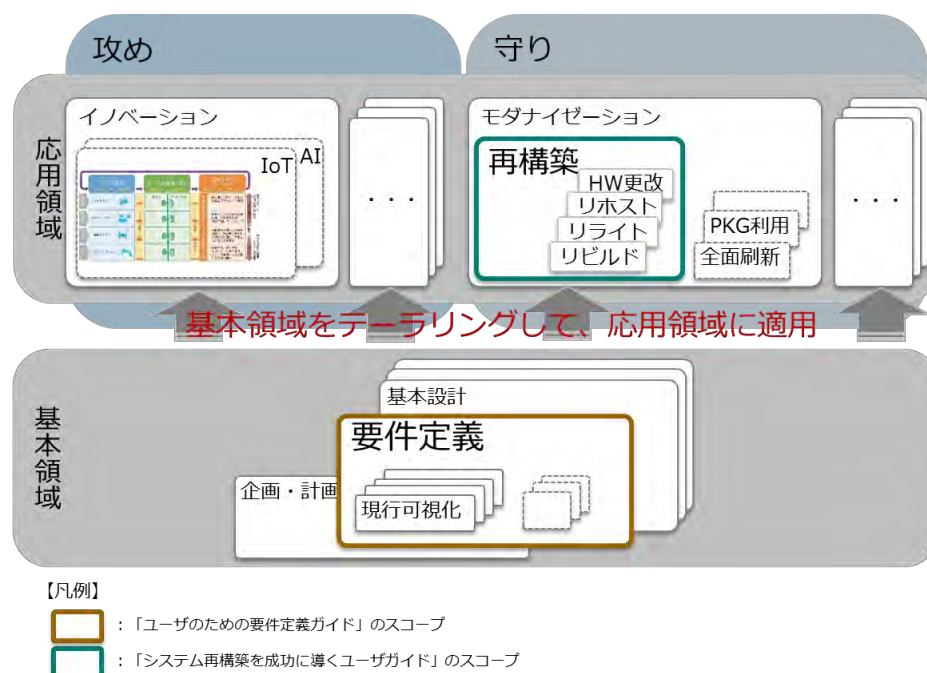 攻め
守り
応用領域
イノベーション
IoT
AI
・・・
モダナイゼーション
再構築
HW更改
リホスト
リライト
リビルド
PKG利用
全面刷新
・・・
基本領域をテーラリングして、応用領域に適用
基本領域
基本設計
要件定義
企画・計画
現行可視化
【凡例】
：「ユーザのための要件定義ガイド」のスコープ
：「システム再構築を成功に導くユーザガイド」のスコープ